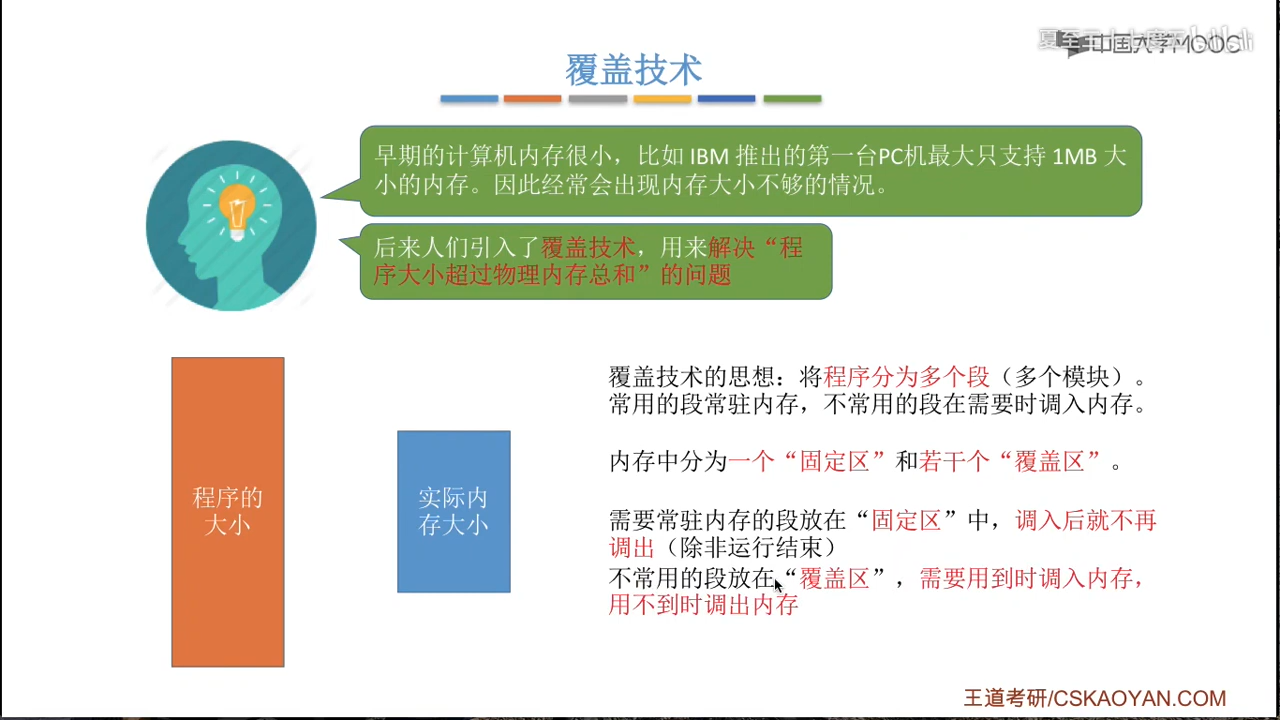 中国大学MOOC
覆盖技术
早期的计算机内存很小，比如 IBM 推出的第一台PC机最大只支持 1MB 大
小的内存。因此经常会出现内存大小不够的情况。
后来人们引入了覆盖技术，用来解决“程
序大小超过物理内存总和”的问题
程序的
大小
实际内
存大小
覆盖技术的思想：将程序分为多个段（多个模块）。
常用的段常驻内存，不常用的段在需要时调入内存。
内存中分为一个“固定区”和若干个“覆盖区”。
需要常驻内存的段放在“固定区”中，调入后就不再
调出（除非运行结束）
不常用的段放在“覆盖区”，需要用到时调入内存，
用不到时调出内存
王道考研/CSKAOYAN.COM